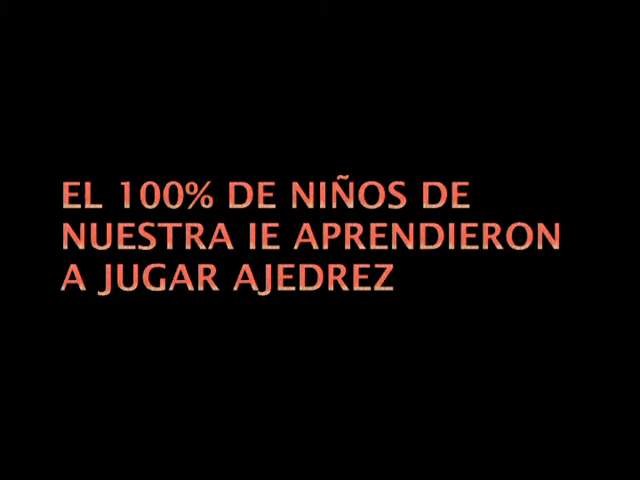 EL 100% DE NIÑOS DE
NUESTRA IE APRENDIERON
A JUGAR AJEDREZ